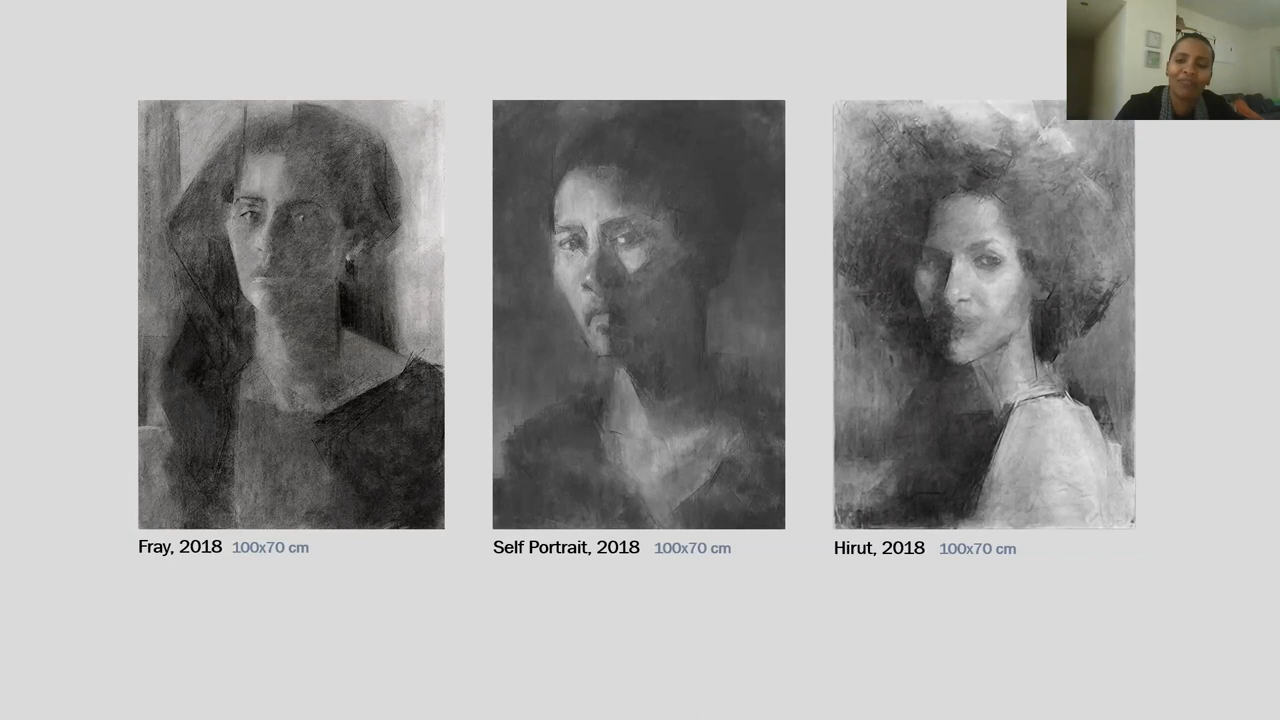 Fray, 2018 100x70 cm
Self Portrait, 2018 100x70 cm
Hirut, 2018 100x70 cm